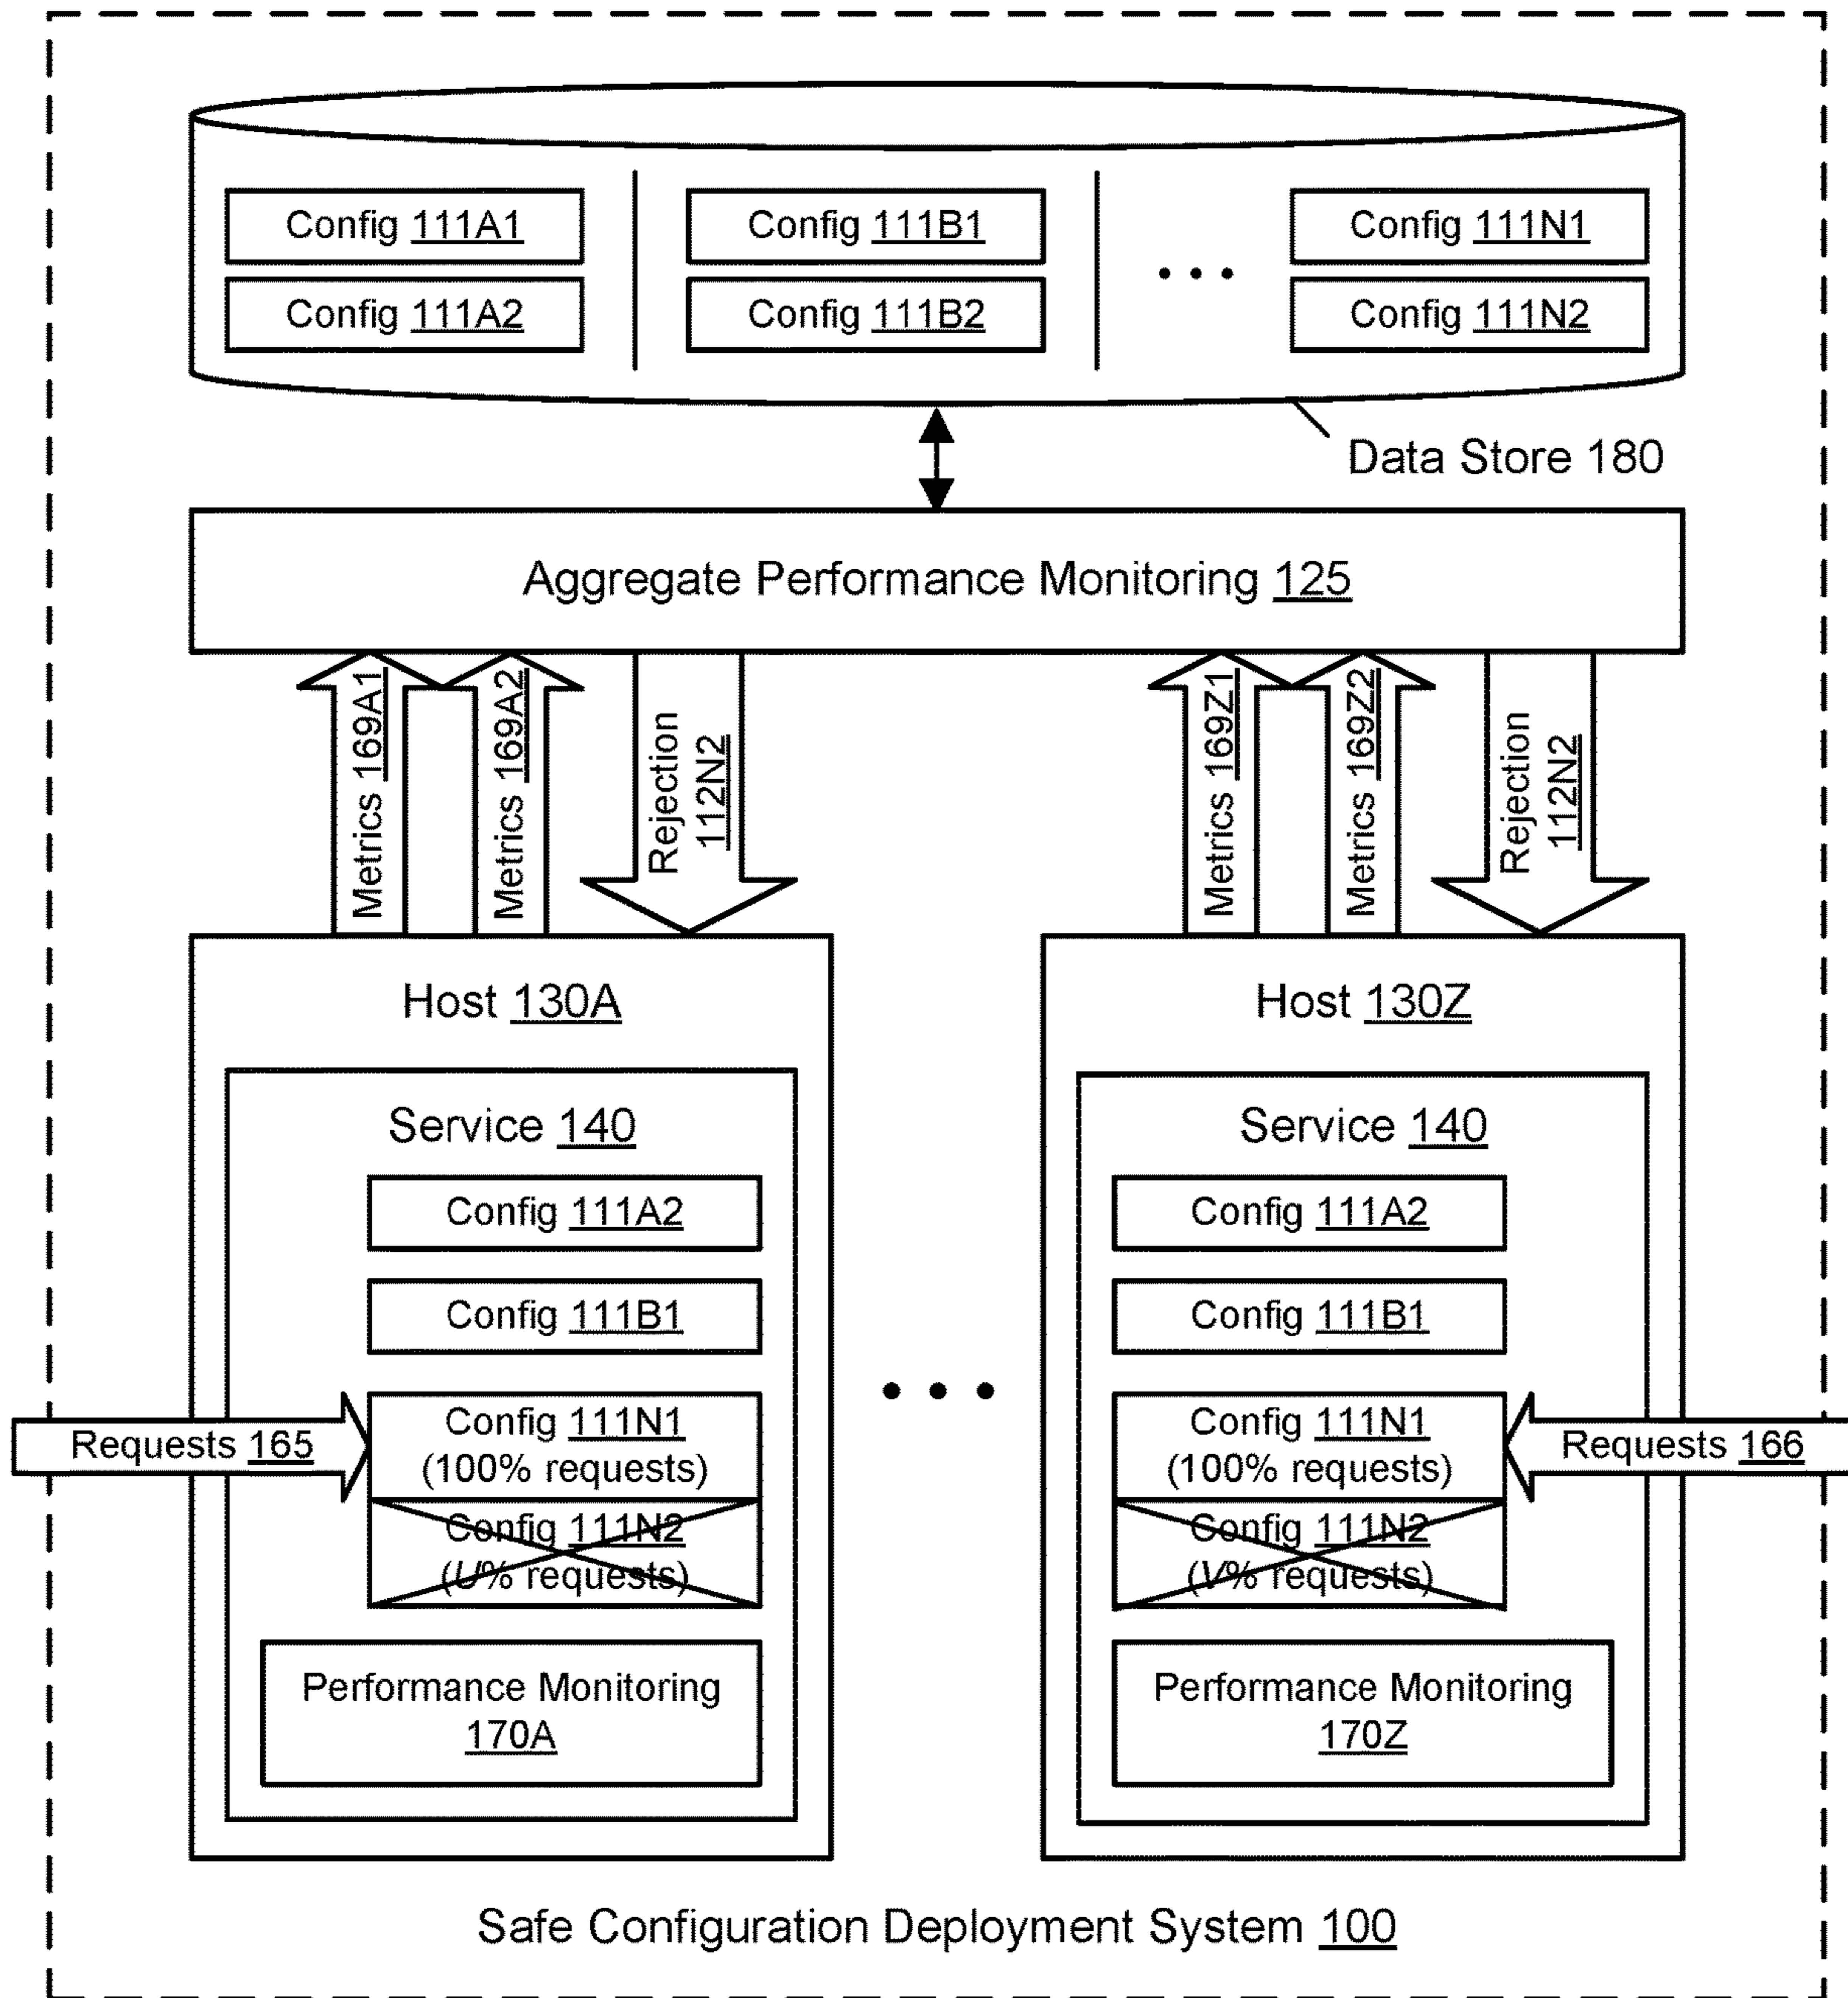 Config 111A1
Config 111B1
Config 111N1
Config 111A2
Config 111B2
Config 111N2
Data Store 180
Aggregate Performance Monitoring 125
Metrics 169A1
Metrics 169A2
Rejection
112N2
Metrics 169Z1
Metrics 169Z2
Rejection
112N2
Host 130A
Service 140
Config 111A2
Config 111B1
Requests 165
Config 111N1
(100% requests)
Config 111N2
(U% requests)
Performance Monitoring
170A
Host 130Z
Service 140
Config 111A2
Config 111B1
Config 111N1
(100% requests)
Requests 166
Config 111N2
(V% requests)
Performance Monitoring
170Z
Safe Configuration Deployment System 100